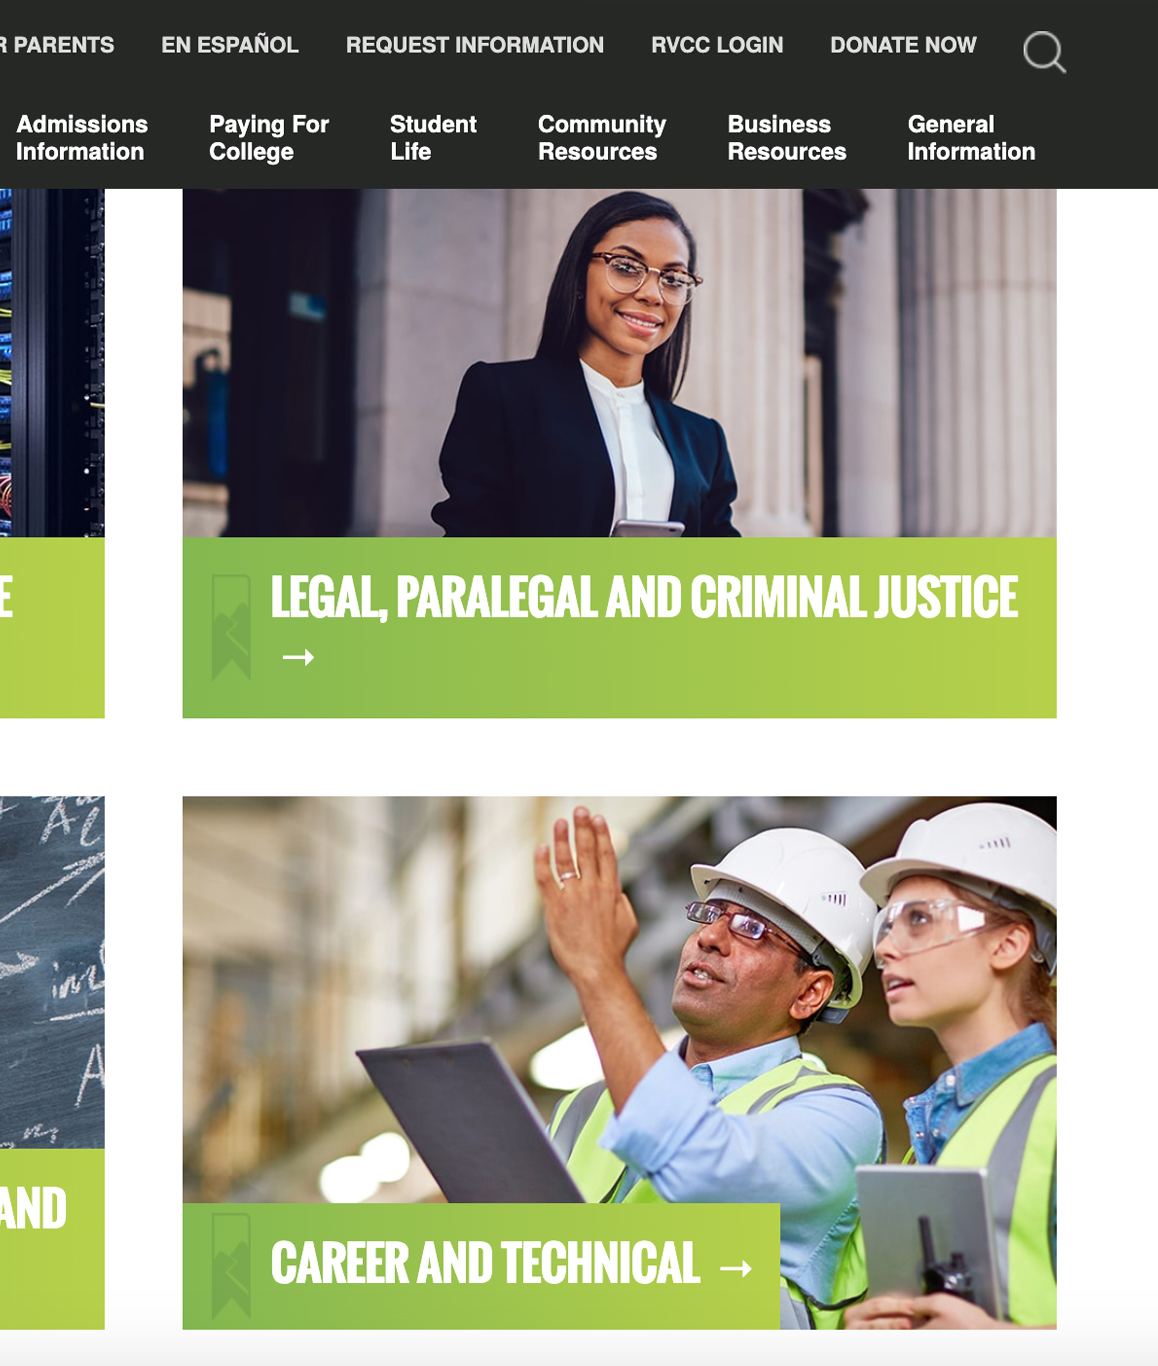 PARENTS EN ESPAÑOL REQUEST INFORMATION RVCC LOGIN DONATE NOW
Admissions Information
Paying For College
Student Life
Community Resources
Business Resources
General Information
LEGAL, PARALEGAL AND CRIMINAL JUSTICE
AND
CAREER AND TECHNICAL